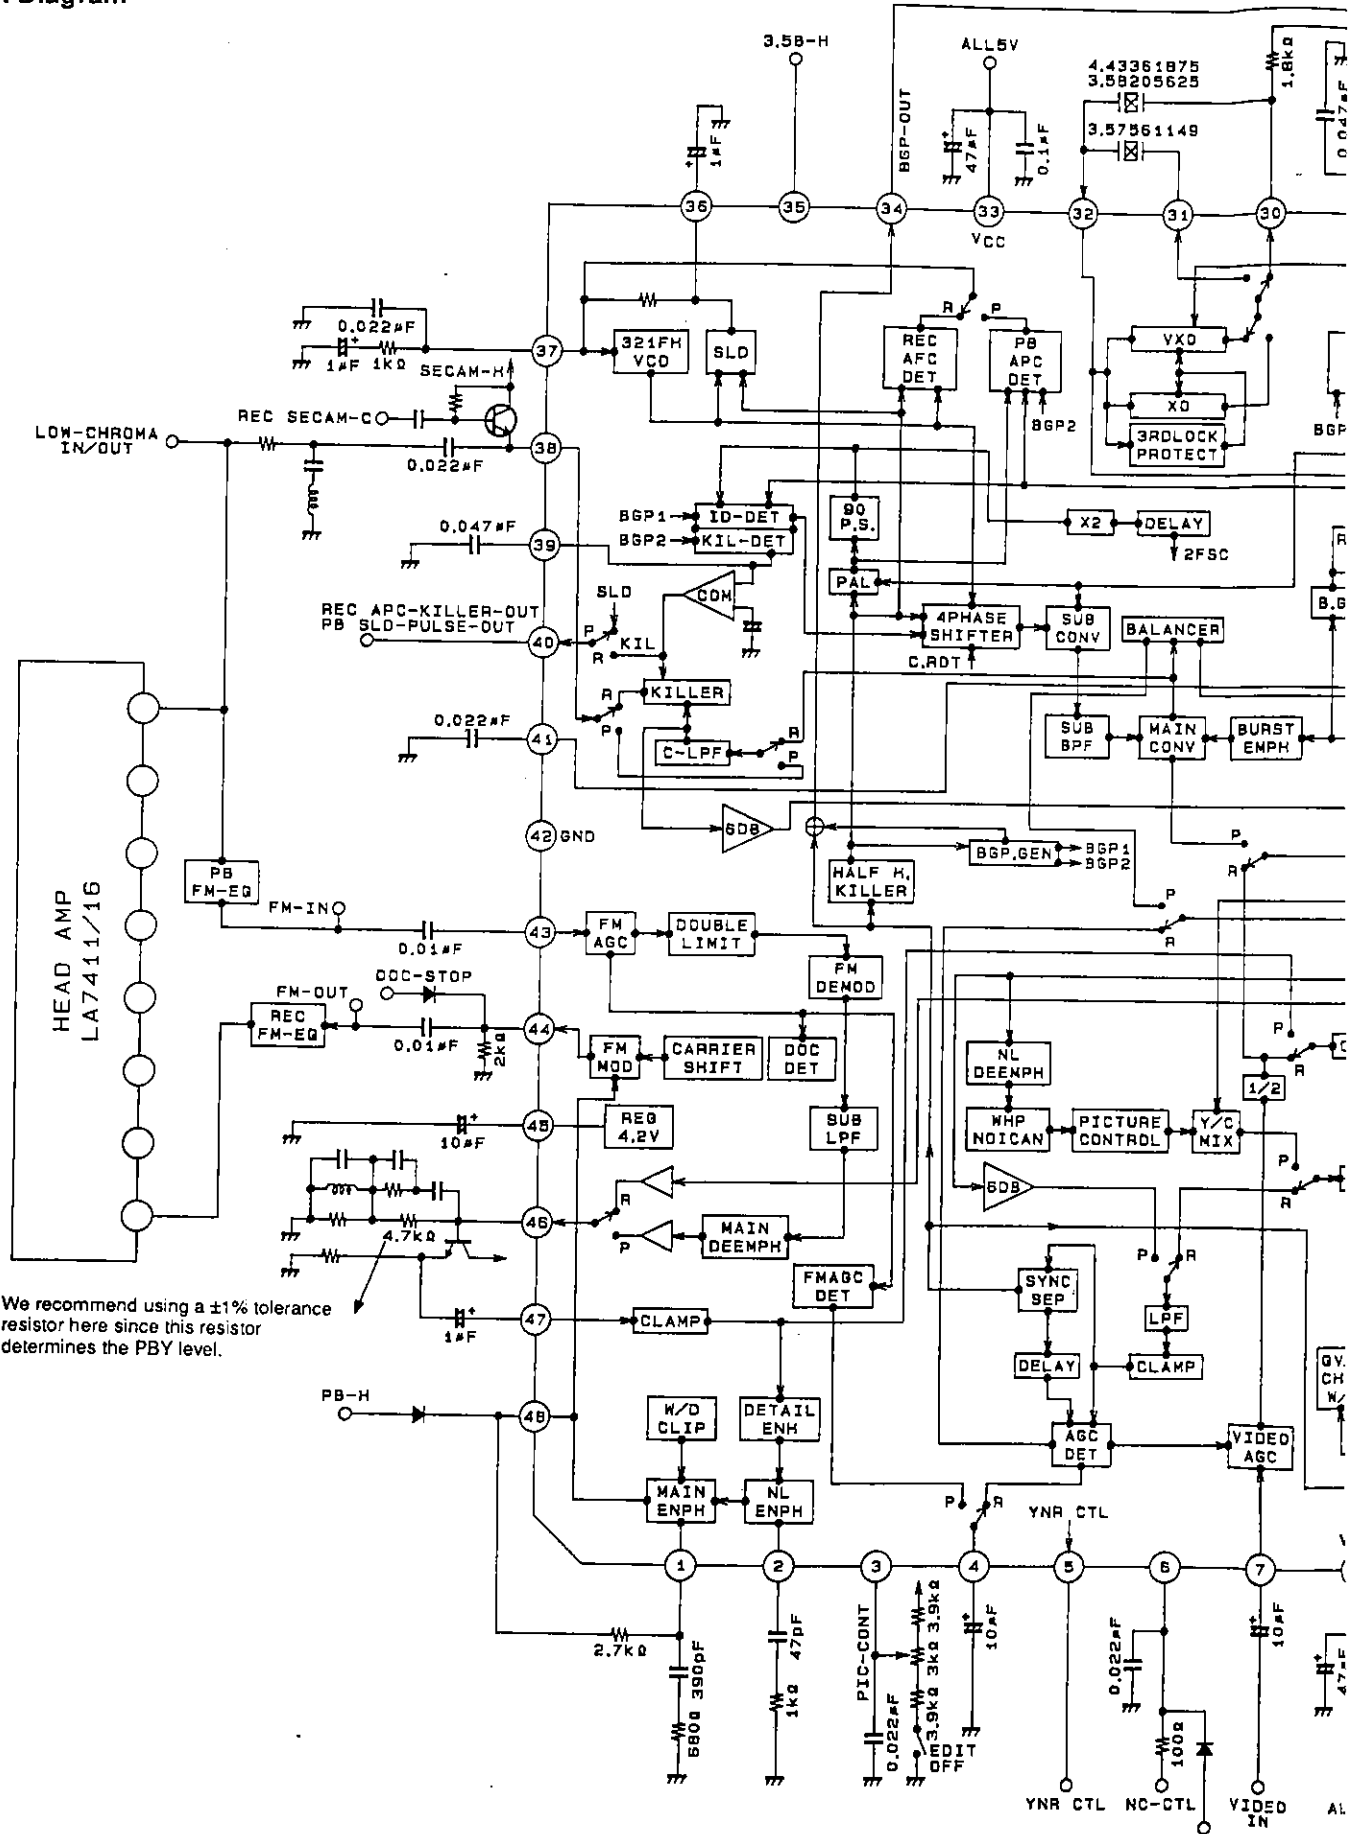 3.58-H
ALL5V
4.43361875
3.58205625
3.57561149
1.8kΩ
0.047µF
1µF
BGP-OUT
47µF
0.1µF
36
35
34
33
32
31
30
VCC
0.022µF
1µF 1kΩ
37
321FH
VCO
SLD
R
P
REC
AFC
DET
PB
APC
DET
BGP2
VXO
XO
3RDLOCK
PROTECT
BGP
SECAM-H
REC SECAM-C
LOW-CHROMA
IN/OUT
0.022µF
38
BGP1
ID-DET
BGP2
KIL-DET
90
P.S.
X2
DELAY
2FSC
0.047µF
39
COM
PAL
SLD
REC APC-KILLER-OUT
PB SLD-PULSE-OUT
40
P
R
KIL
4PHASE
SHIFTER
C.ROT
SUB
CONV
BALANCER
KILLER
R
P
C-LPF
R
P
0.022µF
41
SUB
BPF
MAIN
CONV
BURST
EMPH
6DB
42 GND
BGP.GEN
BGP1
BGP2
P
R
HALF H.
KILLER
P
R
HEAD AMP
LA7411/16
PB
FM-EQ
FM-IN
0.01µF
43
FM
AGC
DOUBLE
LIMIT
FM
DEMOD
DOC-STOP
FM-OUT
REC
FM-EQ
0.01µF
2kΩ
44
FM
MOD
CARRIER
SHIFT
DOC
DET
NL
DEEMPH
P
R
1/2
10µF
45
REG
4.2V
SUB
LPF
WHP
NOICAN
PICTURE
CONTROL
Y/C
MIX
P
R
6DB
4.7kΩ
46
R
P
MAIN
DEEMPH
P
R
FMAGC
DET
SYNC
SEP
LPF
We recommend using a ±1% tolerance
resistor here since this resistor
determines the PBY level.
1µF
47
CLAMP
DELAY
CLAMP
PB-H
48
W/D
CLIP
DETAIL
ENH
AGC
DET
VIDEO
AGC
MAIN
ENPH
NL
ENPH
P
R
YNR CTL
1
2
3
4
5
6
7
2.7kΩ
680Ω 390pF
47pF
1kΩ
PIC-CONT
0.022µF
3.9kΩ 3kΩ 3.9kΩ
EDIT
OFF
10µF
0.022µF
100Ω
10µF
YNR CTL
NC-CTL
VIDEO
IN